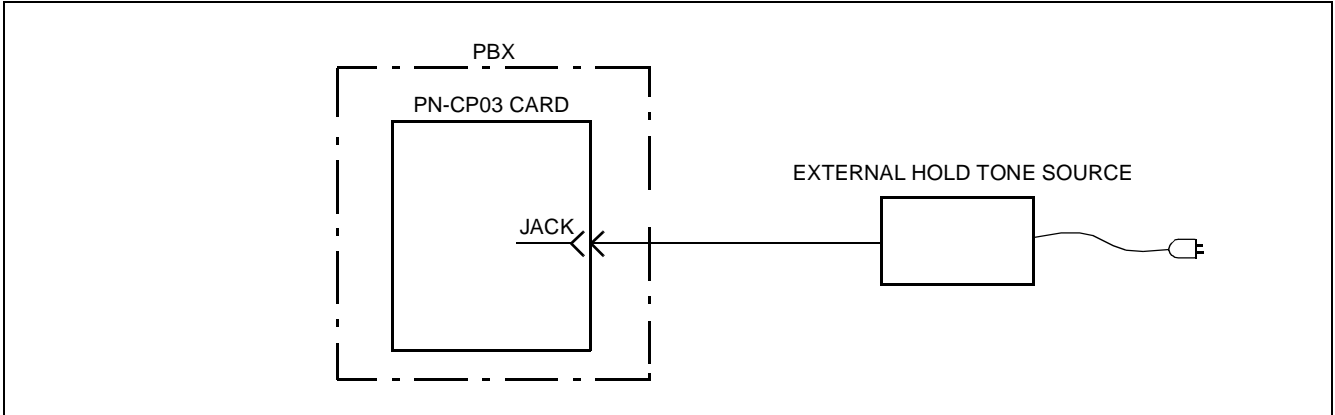 PBX
PN-CP03 CARD
EXTERNAL HOLD TONE SOURCE
JACK